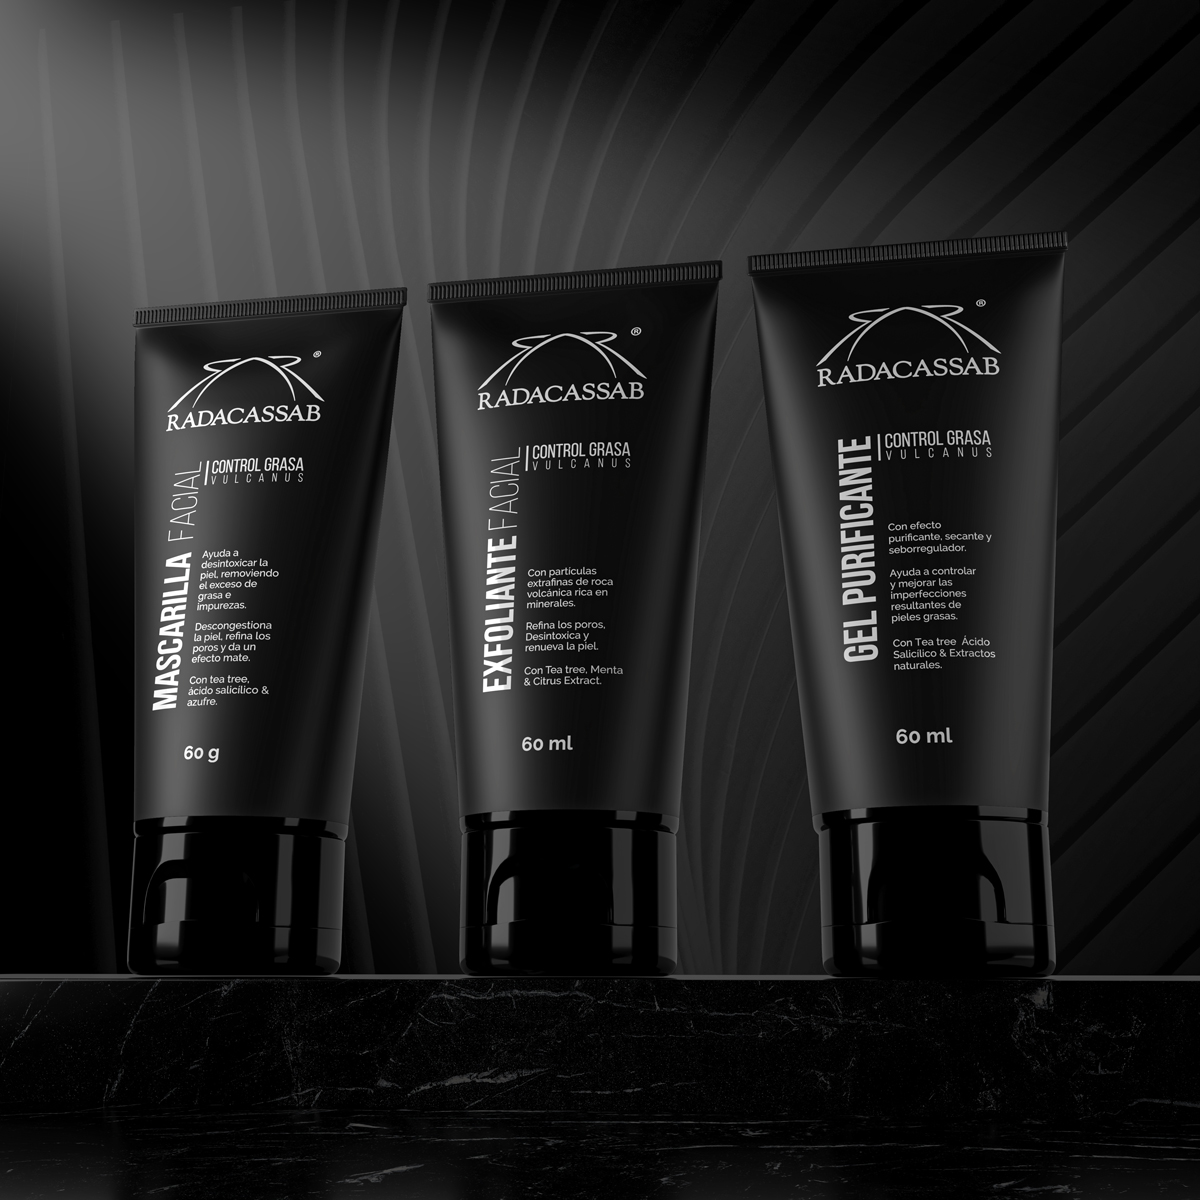 RADACASSAB
®
MASCARILLA FACIAL
CONTROL GRASA
VULCANUS
Ayuda a
desintoxicar la
piel, removiendo
el exceso de
grasa e
impurezas.
Descongestiona
la piel, refina los
poros y da un
efecto mate.
Con tea tree,
ácido salicílico &
azufre.
60 g
RADACASSAB
®
EXFOLIANTE FACIAL
CONTROL GRASA
VULCANUS
Con partículas
extrafinas de roca
volcánica rica en
minerales.
Refina los poros,
Desintoxica y
renueva la piel.
Con Tea tree, Menta
& Citrus Extract.
60 ml
RADACASSAB
®
GEL PURIFICANTE
CONTROL GRASA
VULCANUS
Con efecto
purificante, secante y
seborregulador.
Ayuda a controlar
y mejorar las
imperfecciones
resultantes de
pieles grasas.
Con Tea tree Ácido
Salicílico & Extractos
naturales.
60 ml